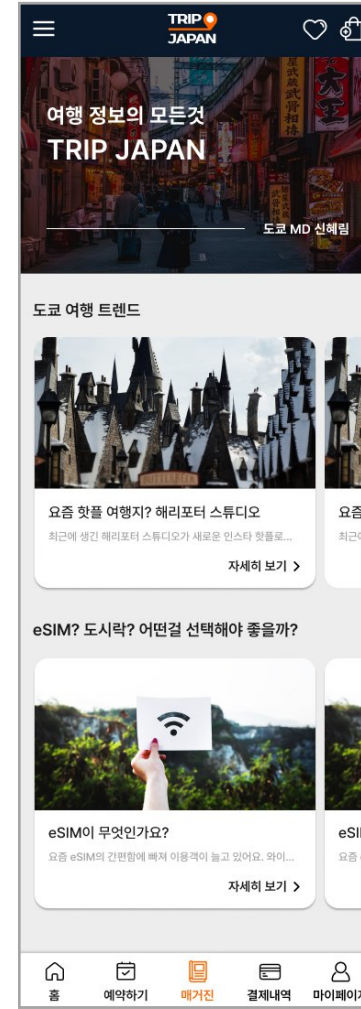 TRIP
JAPAN
여행 정보의 모든것
TRIP JAPAN
도쿄 MD 신혜림
도쿄 여행 트렌드
요즘 핫플 여행지? 해리포터 스튜디오
최근에 생긴 해리포터 스튜디오가 새로운 인스타 핫플로...
자세히 보기
eSIM? 도시락? 어떤걸 선택해야 좋을까?
eSIM이 무엇인가요?
요즘 eSIM의 간편함에 빠져 이용객이 늘고 있어요. 와이...
자세히 보기
홈
예약하기
매거진
결제내역
마이페이지